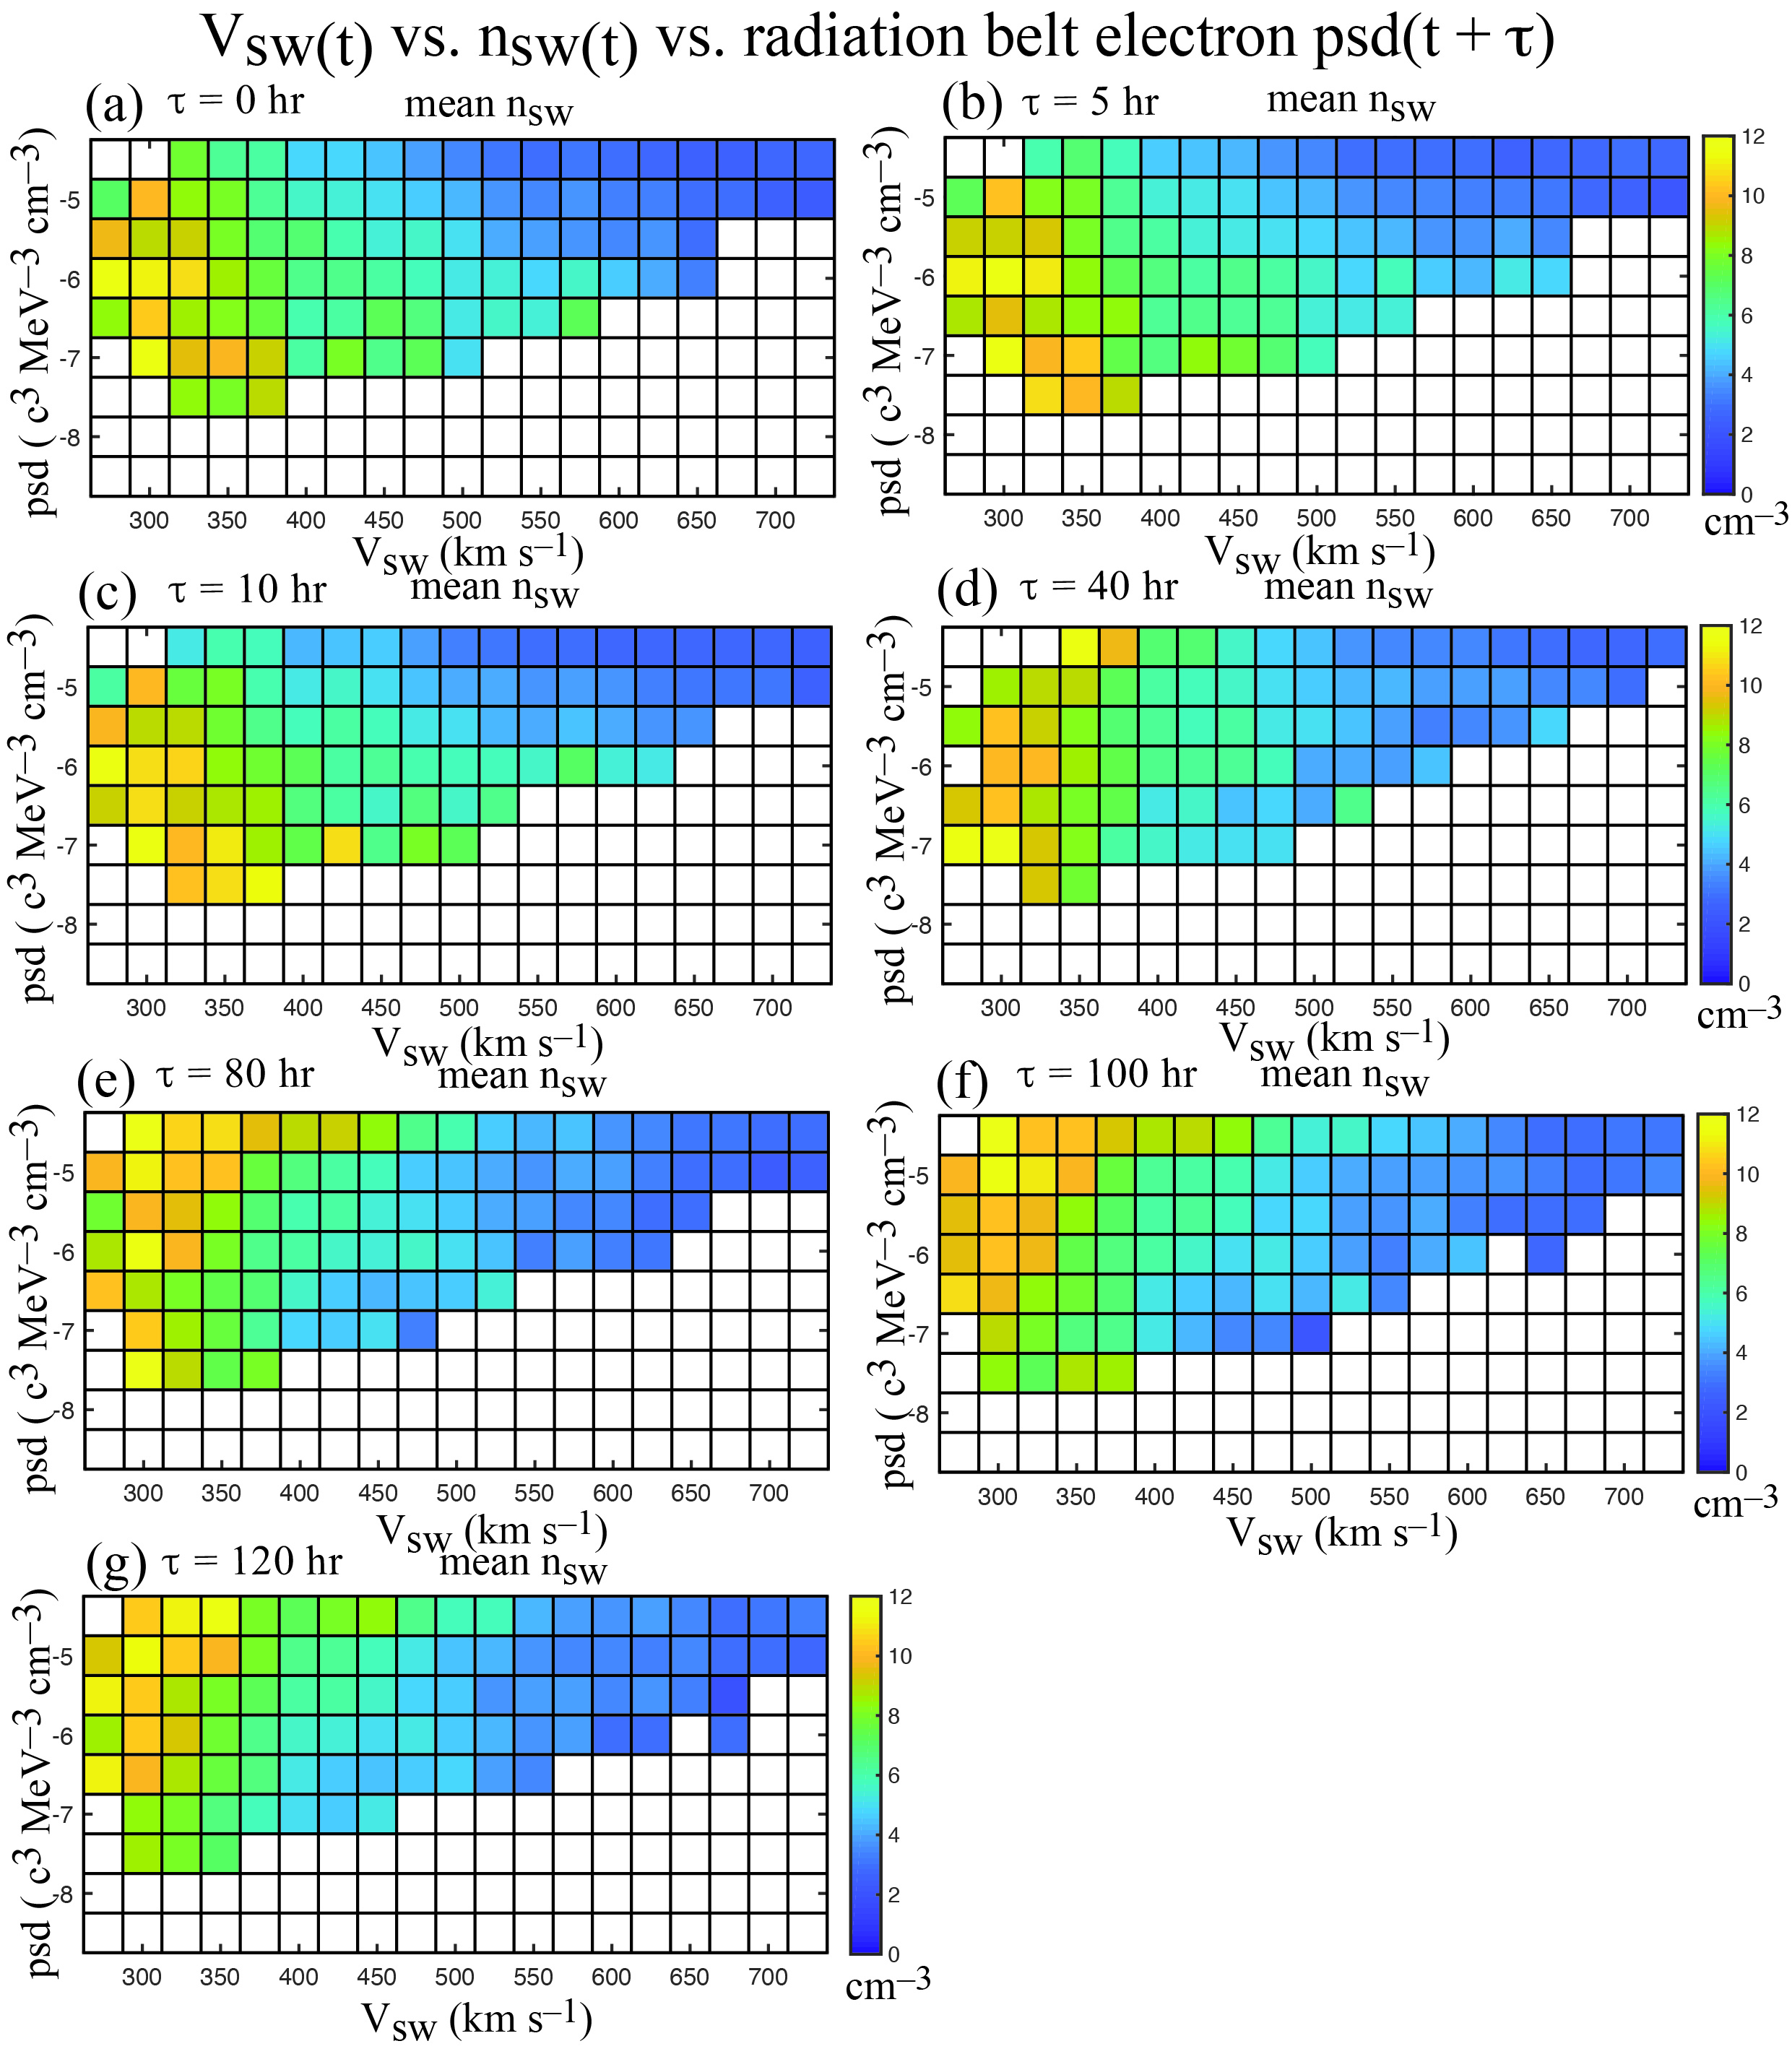 Vsw(t) vs. nsw(t) vs. radiation belt electron psd(t + τ)
(a) τ = 0 hr mean nsw
psd ( c3 MeV−3 cm−3)
-5
-6
-7
-8
300 350 400 450 500 550 600 650 700
Vsw (km s−1)
(b) τ = 5 hr mean nsw
psd ( c3 MeV−3 cm−3)
-5
-6
-7
-8
300 350 400 450 500 550 600 650 700
Vsw (km s−1)
12
10
8
6
4
2
0
cm−3
(c) τ = 10 hr mean nsw
psd ( c3 MeV−3 cm−3)
-5
-6
-7
-8
300 350 400 450 500 550 600 650 700
Vsw (km s−1)
(d) τ = 40 hr mean nsw
psd ( c3 MeV−3 cm−3)
-5
-6
-7
-8
300 350 400 450 500 550 600 650 700
Vsw (km s−1)
12
10
8
6
4
2
0
cm−3
(e) τ = 80 hr mean nsw
psd ( c3 MeV−3 cm−3)
-5
-6
-7
-8
300 350 400 450 500 550 600 650 700
Vsw (km s−1)
(f) τ = 100 hr mean nsw
psd ( c3 MeV−3 cm−3)
-5
-6
-7
-8
300 350 400 450 500 550 600 650 700
Vsw (km s−1)
12
10
8
6
4
2
0
cm−3
(g) τ = 120 hr mean nsw
psd ( c3 MeV−3 cm−3)
-5
-6
-7
-8
300 350 400 450 500 550 600 650 700
Vsw (km s−1)
12
10
8
6
4
2
0
cm−3